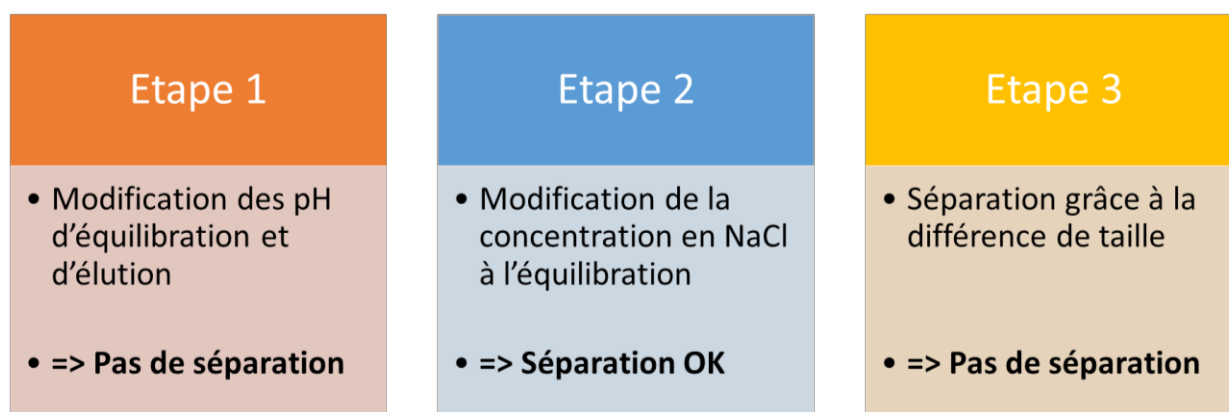 Etape 1
• Modification des pH
d’équilibration et
d’élution
• => Pas de séparation
Etape 2
• Modification de la
concentration en NaCl
à l’équilibration
• => Séparation OK
Etape 3
• Séparation grâce à la
différence de taille
• => Pas de séparation